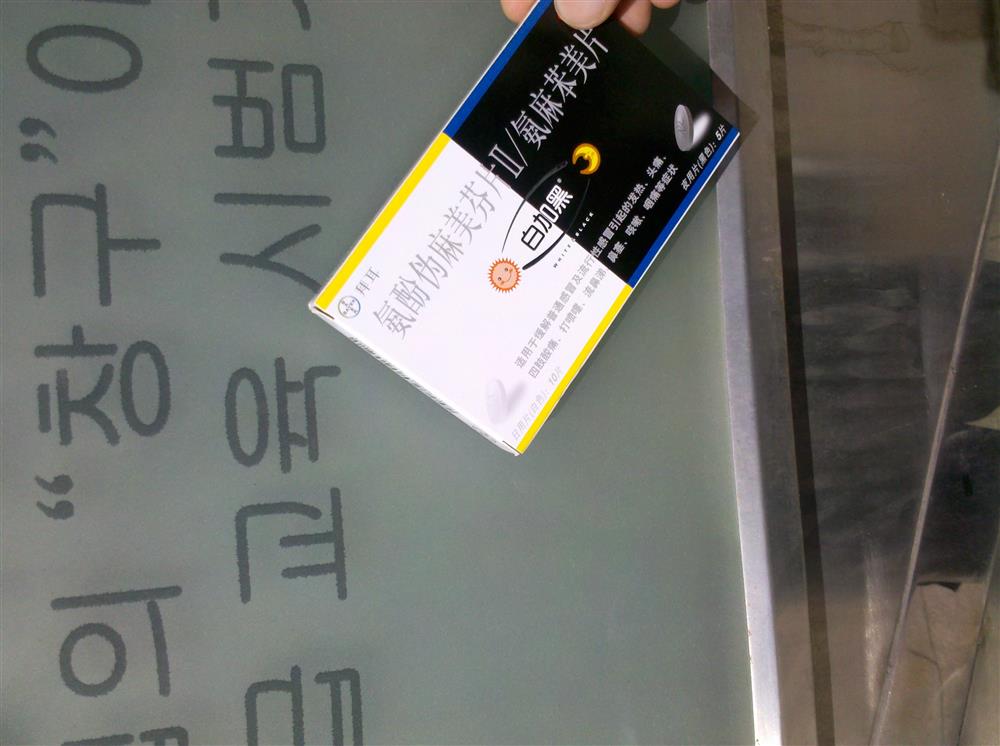 의 “창구”
교육시범
拜耳
氨酚伪麻美芬片II/氨麻苯美片
白加黑®
WHITE & BLACK
适用于缓解普通感冒及流行性感冒引起的发热、头痛、
四肢酸痛、打喷嚏、流鼻涕、鼻塞、咳嗽、咽痛等症状
日用片(白色)：10片 夜用片(黑色)：5片